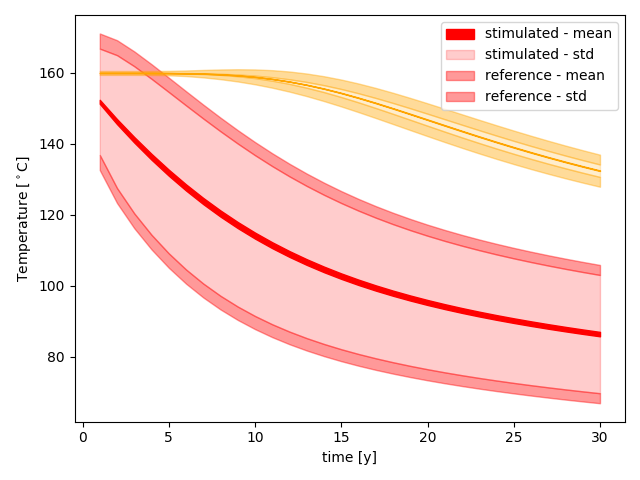 stimulated - mean
stimulated - std
reference - mean
reference - std
Temperature [°C]
160
140
120
100
80
0 5 10 15 20 25 30
time [y]